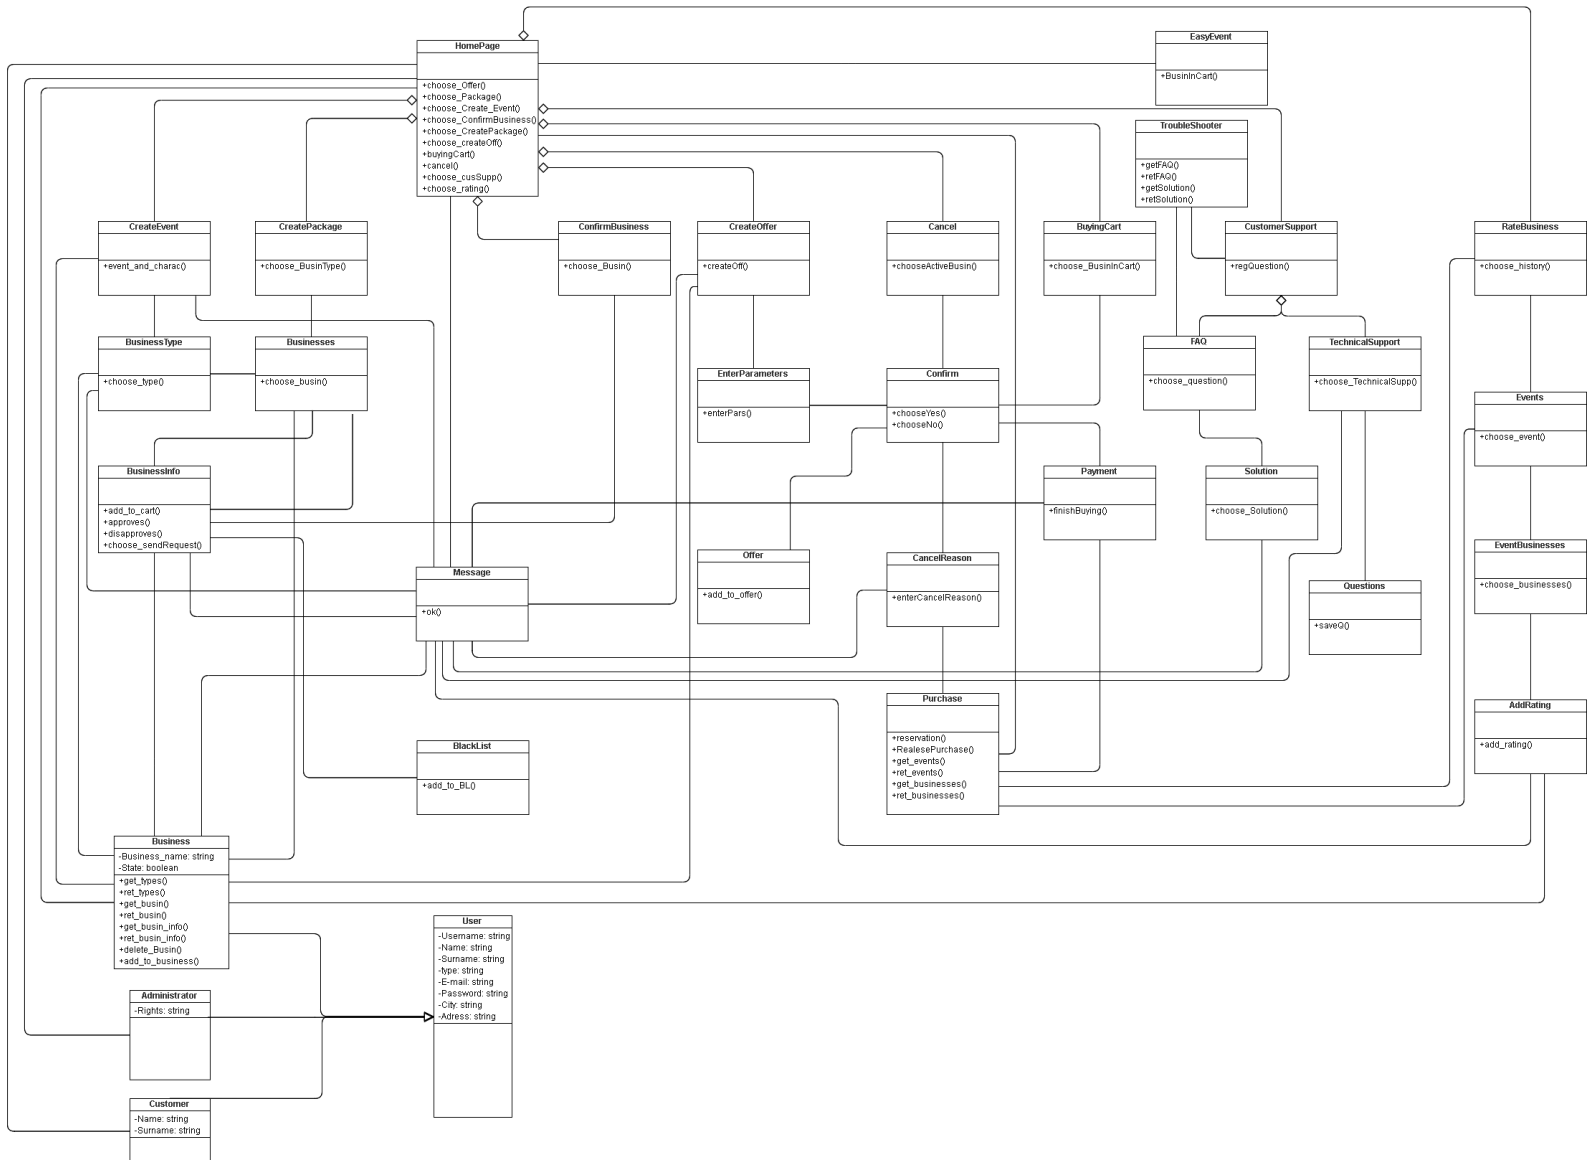 HomePage
+choose_Offer()
+choose_Package()
+choose_Create_Event()
+choose_ConfirmBusiness()
+choose_CreatePackage()
+choose_createOff()
+buyingCart()
+cancel()
+choose_cusSupp()
+choose_rating()
EasyEvent
+BusinInCart()
TroubleShooter
+getFAQ()
+retFAQ()
+getSolution()
+retSolution()
CreateEvent
+event_and_charac()
CreatePackage
+choose_BusinType()
ConfirmBusiness
+choose_Busin()
CreateOffer
+createOff()
Cancel
+chooseActiveBusin()
BuyingCart
+choose_BusinInCart()
CustomerSupport
+regQuestion()
RateBusiness
+choose_history()
BusinessType
+choose_type()
Businesses
+choose_busin()
EnterParameters
+enterPars()
Confirm
+chooseYes()
+chooseNo()
FAQ
+choose_question()
TechnicalSupport
+choose_TechnicalSupp()
Events
+choose_event()
BusinessInfo
+add_to_cart()
+approves()
+disapproves()
+choose_sendRequest()
Payment
+finishBuying()
Solution
+choose_Solution()
Message
+ok()
Offer
+add_to_offer()
CancelReason
+enterCancelReason()
EventBusinesses
+choose_businesses()
Questions
+saveQ()
Purchase
+reservation()
+RealesePurchase()
+get_events()
+ret_events()
+get_businesses()
+ret_businesses()
AddRating
+add_rating()
BlackList
+add_to_BL()
Business
-Business_name: string
-State: boolean
+get_types()
+ret_types()
+get_busin()
+ret_busin()
+get_busin_info()
+ret_busin_info()
+delete_Busin()
+add_to_business()
User
-Username: string
-Name: string
-Surname: string
-type: string
-E-mail: string
-Password: string
-City: string
-Adress: string
Administrator
-Rights: string
Customer
-Name: string
-Surname: string